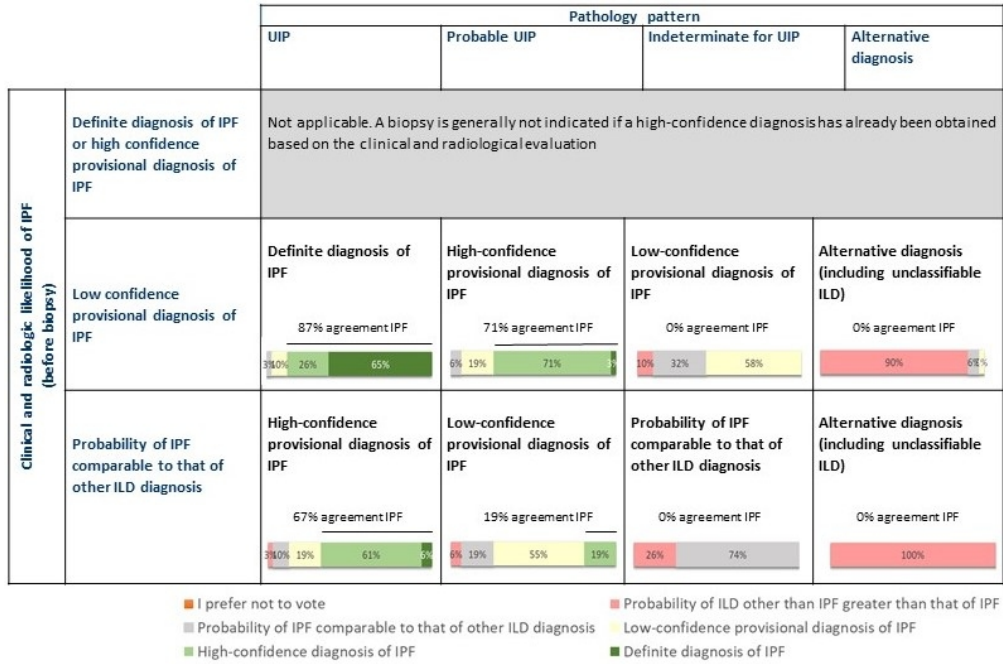 Pathology pattern
UIP
Probable UIP
Indeterminate for UIP
Alternative
diagnosis
Clinical and radiologic likelihood of IPF
(before biopsy)
Definite diagnosis of IPF
or high confidence
provisional diagnosis of
IPF
Not applicable. A biopsy is generally not indicated if a high-confidence diagnosis has already been obtained
based on the clinical and radiological evaluation
Low confidence
provisional diagnosis of
IPF
Definite diagnosis of
IPF
87% agreement IPF
3% 10% 26% 65%
High-confidence
provisional diagnosis of
IPF
71% agreement IPF
6% 19% 71% 3%
Low-confidence
provisional diagnosis of
IPF
0% agreement IPF
10% 32% 58%
Alternative diagnosis
(including unclassifiable
ILD)
0% agreement IPF
90% 6%
Probability of IPF
comparable to that of
other ILD diagnosis
High-confidence
provisional diagnosis of
IPF
67% agreement IPF
3% 10% 19% 61% 6%
Low-confidence
provisional diagnosis of
IPF
19% agreement IPF
6% 19% 55% 19%
Probability of IPF
comparable to that of
other ILD diagnosis
0% agreement IPF
26% 74%
Alternative diagnosis
(including unclassifiable
ILD)
0% agreement IPF
100%
I prefer not to vote
Probability of ILD other than IPF greater than that of IPF
Probability of IPF comparable to that of other ILD diagnosis
Low-confidence provisional diagnosis of IPF
High-confidence diagnosis of IPF
Definite diagnosis of IPF